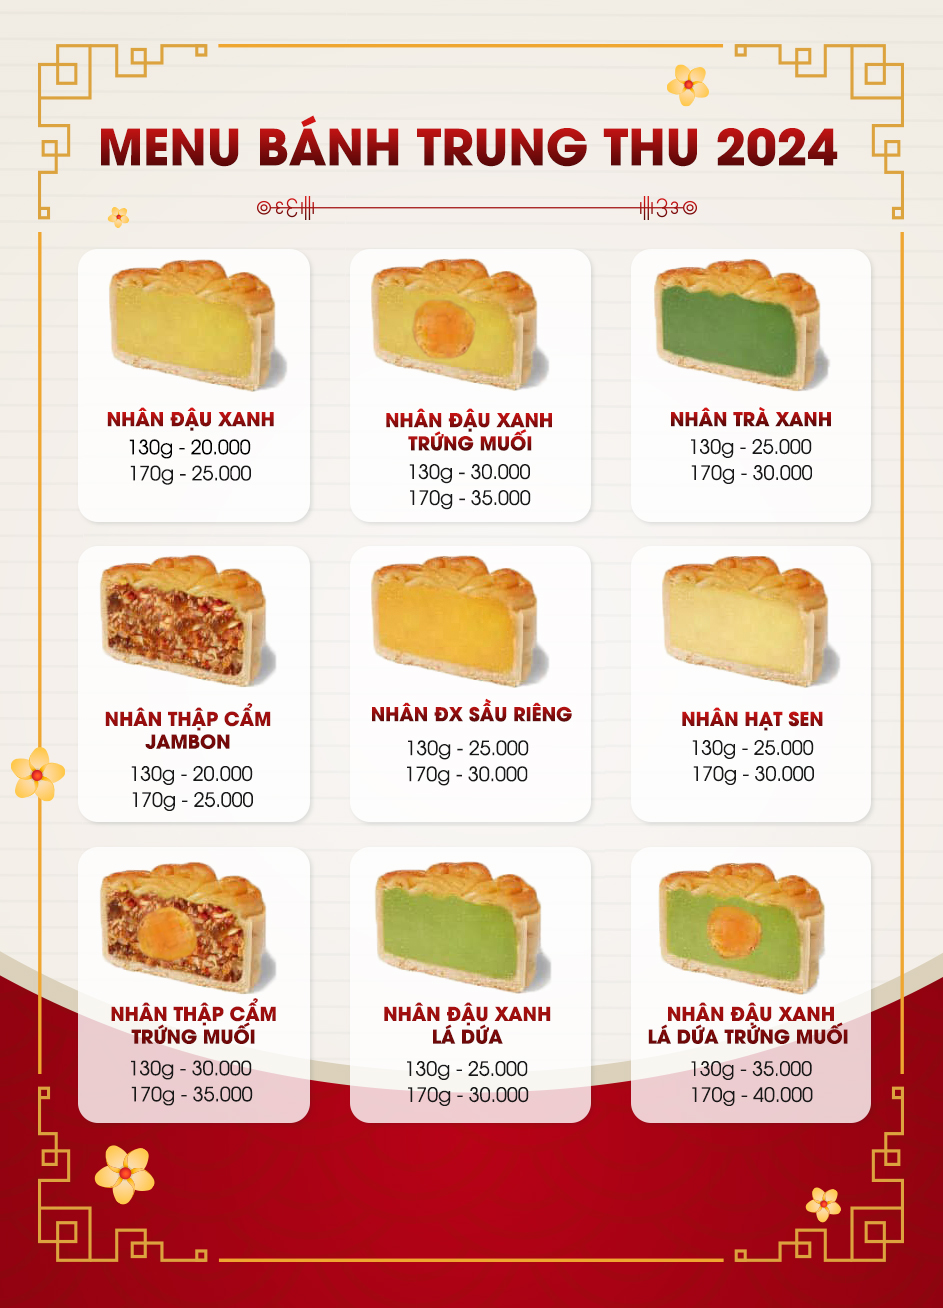 MENU BÁNH TRUNG THU 2024
NHÂN ĐẬU XANH
130g - 20.000
170g - 25.000
NHÂN ĐẬU XANH
TRỨNG MUỐI
130g - 30.000
170g - 35.000
NHÂN TRÀ XANH
130g - 25.000
170g - 30.000
NHÂN THẬP CẨM
JAMBON
130g - 20.000
170g - 25.000
NHÂN ĐX SẦU RIÊNG
130g - 25.000
170g - 30.000
NHÂN HẠT SEN
130g - 25.000
170g - 30.000
NHÂN THẬP CẨM
TRỨNG MUỐI
130g - 30.000
170g - 35.000
NHÂN ĐẬU XANH
LÁ DỨA
130g - 25.000
170g - 30.000
NHÂN ĐẬU XANH
LÁ DỨA TRỨNG MUỐI
130g - 35.000
170g - 40.000